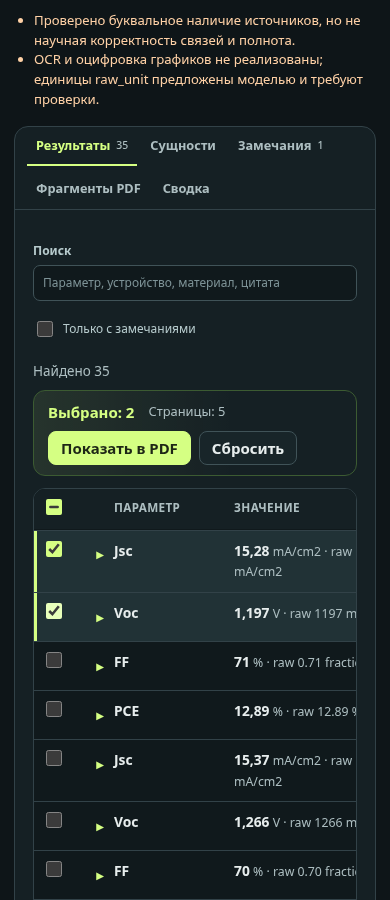 Проверено буквальное наличие источников, но не
научная корректность связей и полнота.
OCR и оцифровка графиков не реализованы;
единицы raw_unit предложены моделью и требуют
проверки.
Результаты 35 Сущности Замечания 1
Фрагменты PDF Сводка
Поиск
Параметр, устройство, материал, цитата
Только с замечаниями
Найдено 35
Выбрано: 2 Страницы: 5
Показать в PDF Сбросить
ПАРАМЕТР ЗНАЧЕНИЕ
Jsc 15,28 mA/cm2 · raw
mA/cm2
Voc 1,197 V · raw 1197 m
FF 71 % · raw 0.71 fracti
PCE 12,89 % · raw 12.89 %
Jsc 15,37 mA/cm2 · raw
mA/cm2
Voc 1,266 V · raw 1266 m
FF 70 % · raw 0.70 fracti